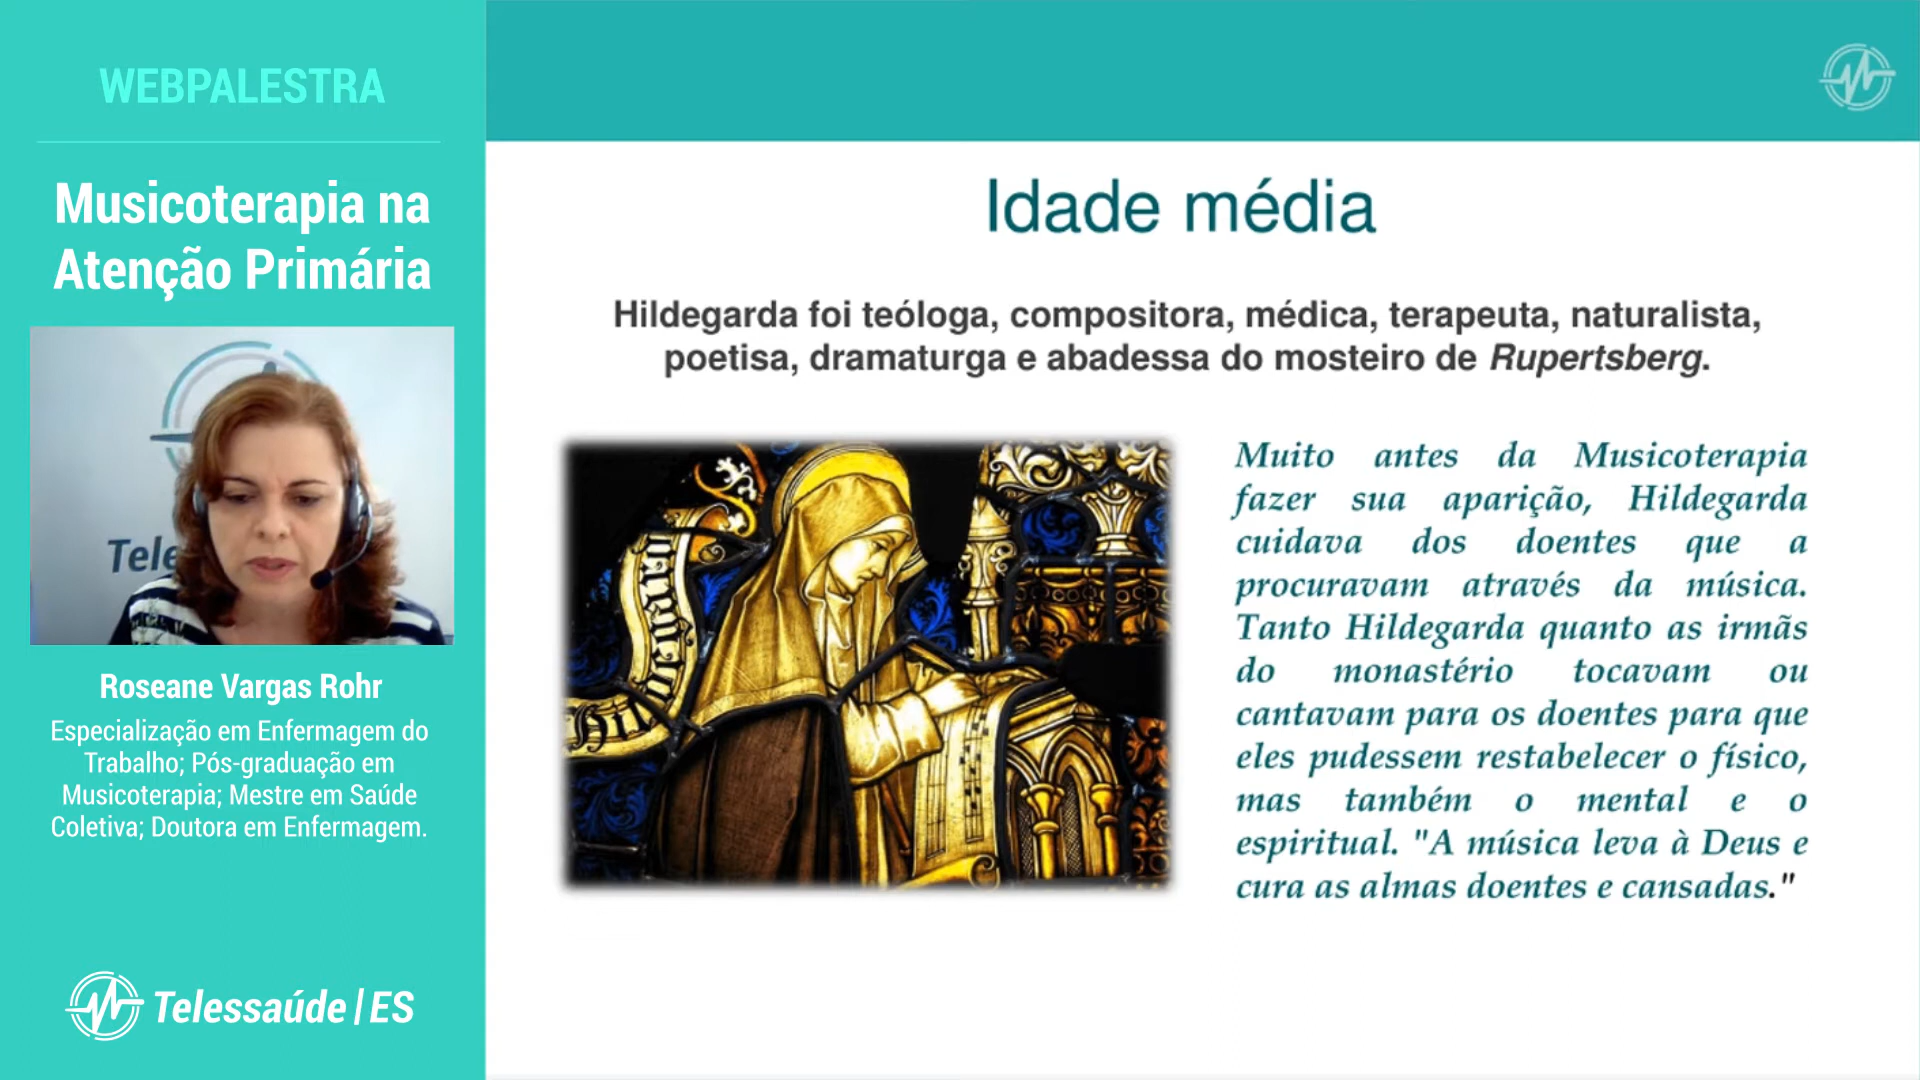 WEBPALESTRA
Musicoterapia na
Atenção Primária
Tele
Roseane Vargas Rohr
Especialização em Enfermagem do
Trabalho; Pós-graduação em
Musicoterapia; Mestre em Saúde
Coletiva; Doutora em Enfermagem.
Telessaúde|ES
Idade média
Hildegarda foi teóloga, compositora, médica, terapeuta, naturalista,
poetisa, dramaturga e abadessa do mosteiro de Rupertsberg.
Muito antes da Musicoterapia
fazer sua aparição, Hildegarda
cuidava dos doentes que a
procuravam através da música.
Tanto Hildegarda quanto as irmãs
do monastério tocavam ou
cantavam para os doentes para que
eles pudessem restabelecer o físico,
mas também o mental e o
espiritual. "A música leva à Deus e
cura as almas doentes e cansadas."